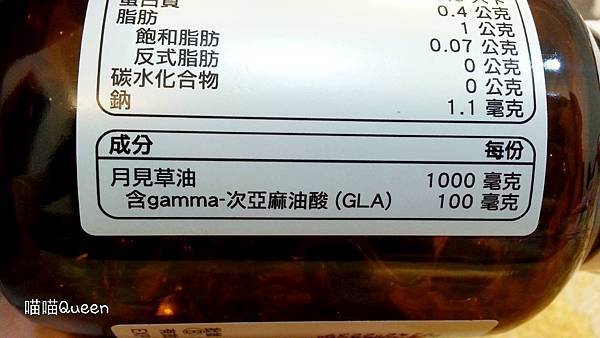 蛋白質 0.4 公克
脂肪 1 公克
飽和脂肪 0.07 公克
反式脂肪 0 公克
碳水化合物 0 公克
鈉 1.1 毫克
成分 每份
月見草油 1000 毫克
含gamma-次亞麻油酸 (GLA) 100 毫克
喵喵Queen